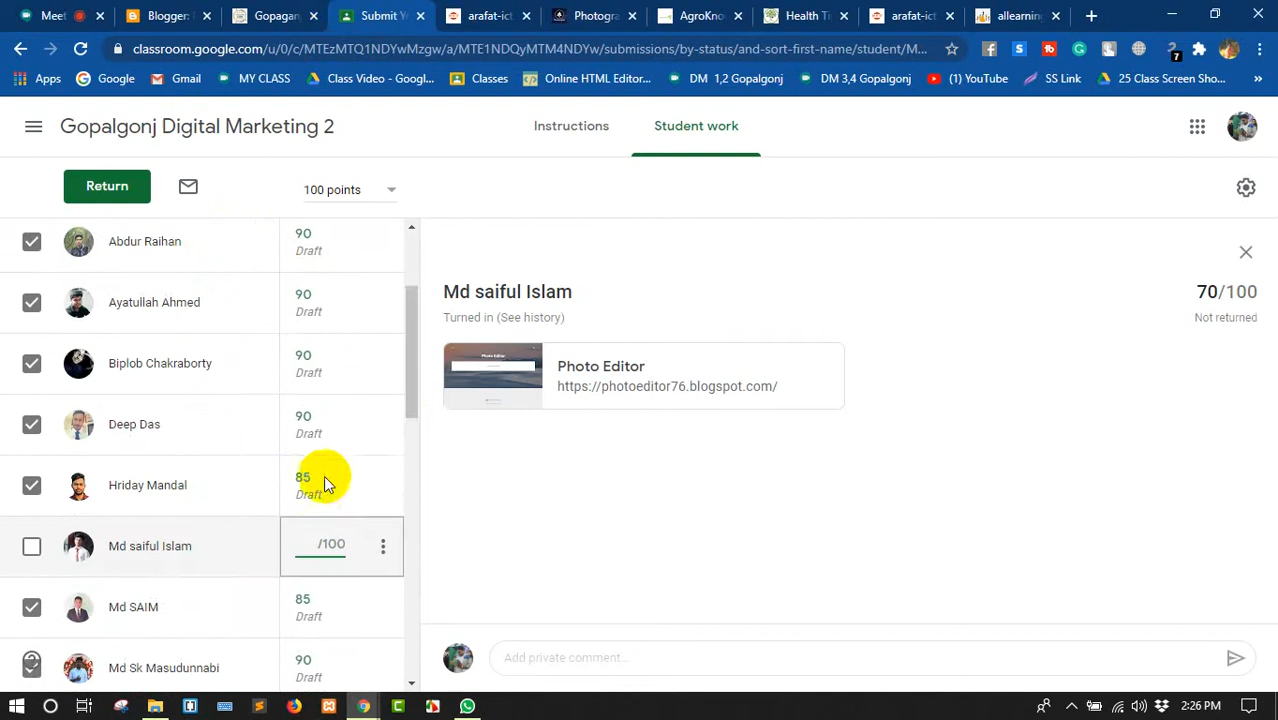 Meet
Blogger
Gopagan
Submit Y
arafat-ict
Photogra
AgroKno
Health Ti
arafat-ict
allearnin
classroom.google.com/u/0/c/MTEzMTQ1NDYwMzgw/a/MTE1NDQyMTM4NDYw/submissions/by-status/and-sort-first-name/student/M...
7
Apps
Google
Gmail
MY CLASS
Class Video - Googl...
Classes
Online HTML Editor...
DM 1,2 Gopalgonj
DM 3,4 Gopalgonj
(1) YouTube
SS Link
25 Class Screen Sho...
»
Gopalgonj Digital Marketing 2
Instructions
Student work
Return
100 points
Abdur Raihan
90
Draft
Ayatullah Ahmed
90
Draft
Biplob Chakraborty
90
Draft
Deep Das
90
Draft
Hriday Mandal
85
Draft
Md saiful Islam
/100
Md SAIM
85
Draft
Md Sk Masudunnabi
90
Draft
Md saiful Islam
70/100
Turned in (See history)
Not returned
Photo Editor
https://photoeditor76.blogspot.com/
Add private comment...
2:26 PM